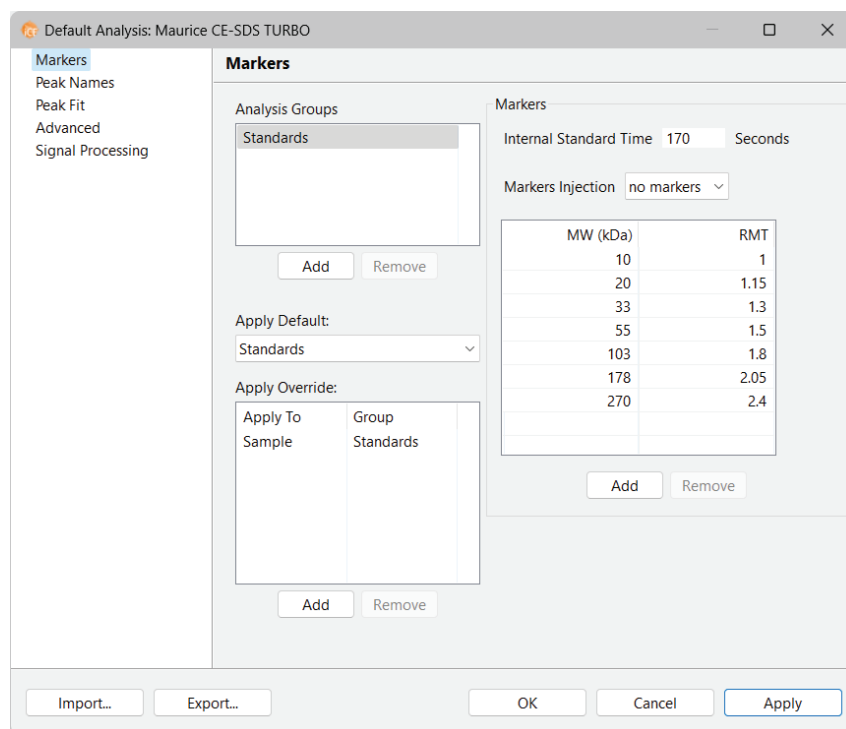 Default Analysis: Maurice CE-SDS TURBO
Markers
Peak Names
Peak Fit
Advanced
Signal Processing
Markers
Analysis Groups
Standards
Add Remove
Apply Default:
Standards
Apply Override:
Apply To Group
Sample Standards
Add Remove
Markers
Internal Standard Time 170 Seconds
Markers Injection no markers
MW (kDa) RMT
10 1
20 1.15
33 1.3
55 1.5
103 1.8
178 2.05
270 2.4
Add Remove
Import... Export... OK Cancel Apply